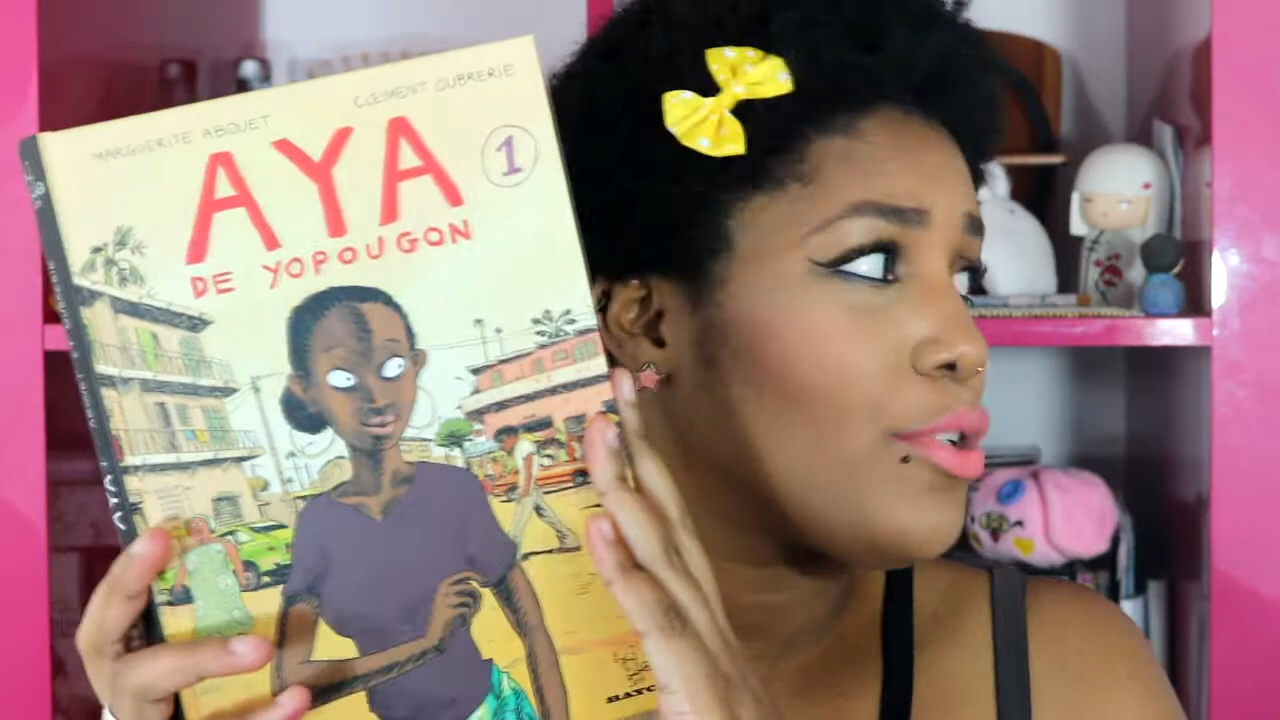 MARGUERITE ABOUET
CLÉMENT OUBRERIE
AYA
1
DE YOPOUGON